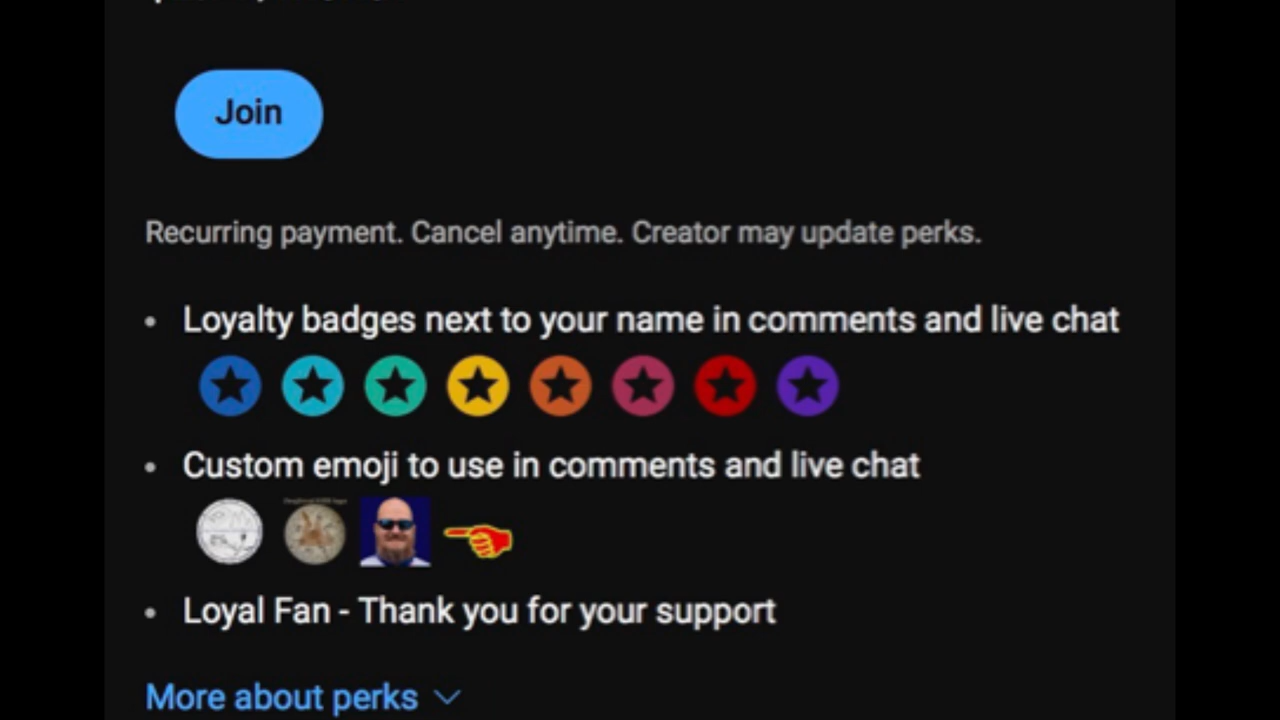 Join
Recurring payment. Cancel anytime. Creator may update perks.
Loyalty badges next to your name in comments and live chat
Custom emoji to use in comments and live chat
Loyal Fan - Thank you for your support
More about perks